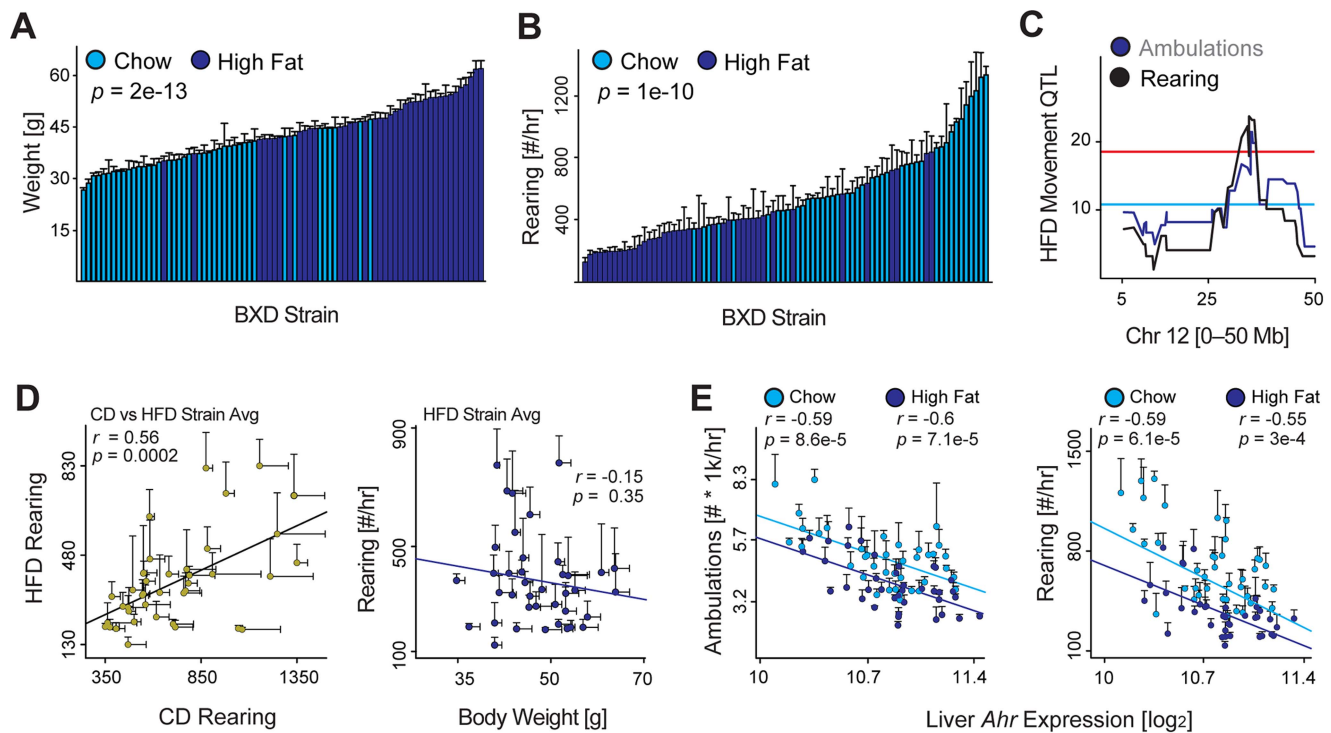 A
Chow High Fat
p = 2e-13
Weight [g]
60
45
30
15
BXD Strain
B
Chow High Fat
p = 1e-10
Rearing [#/hr]
1200
800
400
BXD Strain
C
Ambulations
Rearing
HFD Movement QTL
20
10
5 25 50
Chr 12 [0–50 Mb]
D
CD vs HFD Strain Avg
r = 0.56
p = 0.0002
HFD Rearing
830
480
130
350 850 1350
CD Rearing
HFD Strain Avg
r = -0.15
p = 0.35
Rearing [#/hr]
900
500
100
35 50 70
Body Weight [g]
E
Chow High Fat
r = -0.59 r = -0.6
p = 8.6e-5 p = 7.1e-5
Ambulations [# * 1k/hr]
8.3
5.7
3.2
10 10.7 11.4
Chow High Fat
r = -0.59 r = -0.55
p = 6.1e-5 p = 3e-4
Rearing [#/hr]
1500
800
100
10 10.7 11.4
Liver Ahr Expression [log2]